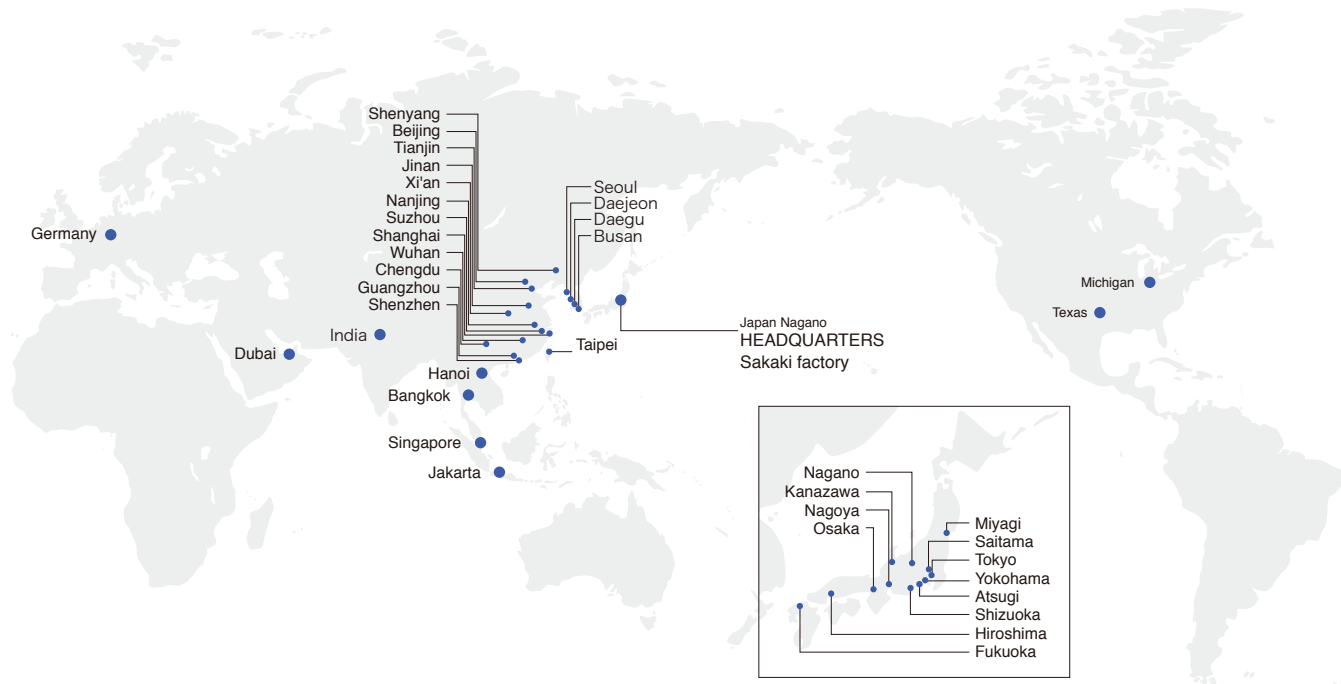 Shenyang
Beijing
Tianjin
Jinan
Xi'an
Nanjing
Suzhou
Shanghai
Wuhan
Chengdu
Guangzhou
Shenzhen
Seoul
Daejeon
Daegu
Busan
Germany
India
Dubai
Taipei
Hanoi
Bangkok
Singapore
Jakarta
Japan Nagano
HEADQUARTERS
Sakaki factory
Michigan
Texas
Nagano
Kanazawa
Nagoya
Osaka
Miyagi
Saitama
Tokyo
Yokohama
Atsugi
Shizuoka
Hiroshima
Fukuoka